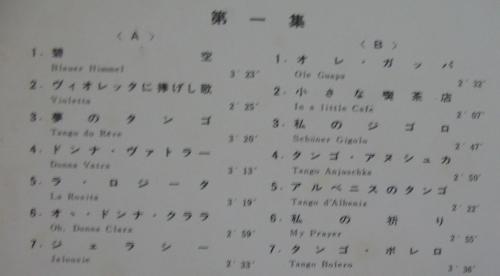 第一集
〈A〉
1. 碧空
Blauer Himmel 3′23″
2. ヴィオレッタに捧げし歌
Violetta 2′25″
3. 夢のタンゴ
Tango du Rêve 3′20″
4. ドンナ・ヴァトラー
Donna Vatra 3′13″
5. ラ・ロジータ
La Rosita 3′19″
6. オゝ・ドンナ・クララ
Oh, Donna Clara 2′59″
7. ジェラシー
Jalousie 2′33″
〈B〉
1. オレ・ガッパ
Ole Guapa 2′32″
2. 小さな喫茶店
In a little Café 2′07″
3. 私のジゴロ
Schöner Gigolo 2′47″
4. タンゴ・アヌシュカ
Tango Anjuschka 2′50″
5. アルベニスのタンゴ
Tango d'Albeniz 2′22″
6. 私の祈り
My Prayer 2′55″
7. タンゴ・ボレロ
Tango Bolero 3′36″